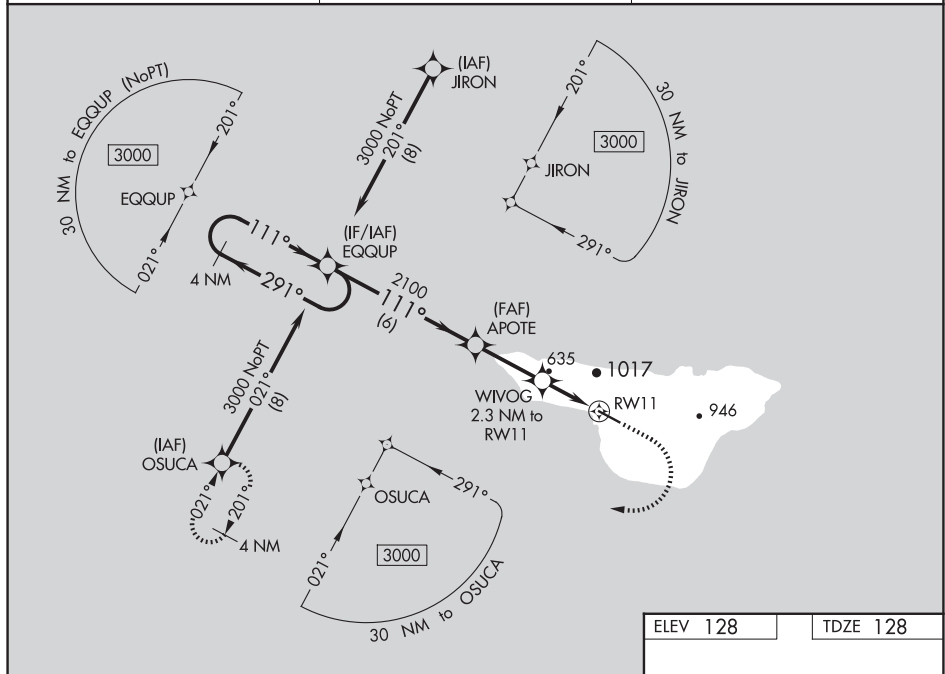 (IAF)
JIRON
30 NM to EQQUP (NoPT)
201°
3000
EQQUP
021°
3000 NoPT
201°
(8)
201°
30 NM to JIRON
3000
JIRON
291°
(IF/IAF)
EQQUP
111°
4 NM
291°
2100
111°
(6)
(FAF)
APOTE
635
1017
WIVOG
2.3 NM to
RW11
RW11
946
3000 NoPT
021°
(8)
(IAF)
OSUCA
021°
201°
4 NM
291°
OSUCA
021°
3000
30 NM to OSUCA
ELEV 128
TDZE 128